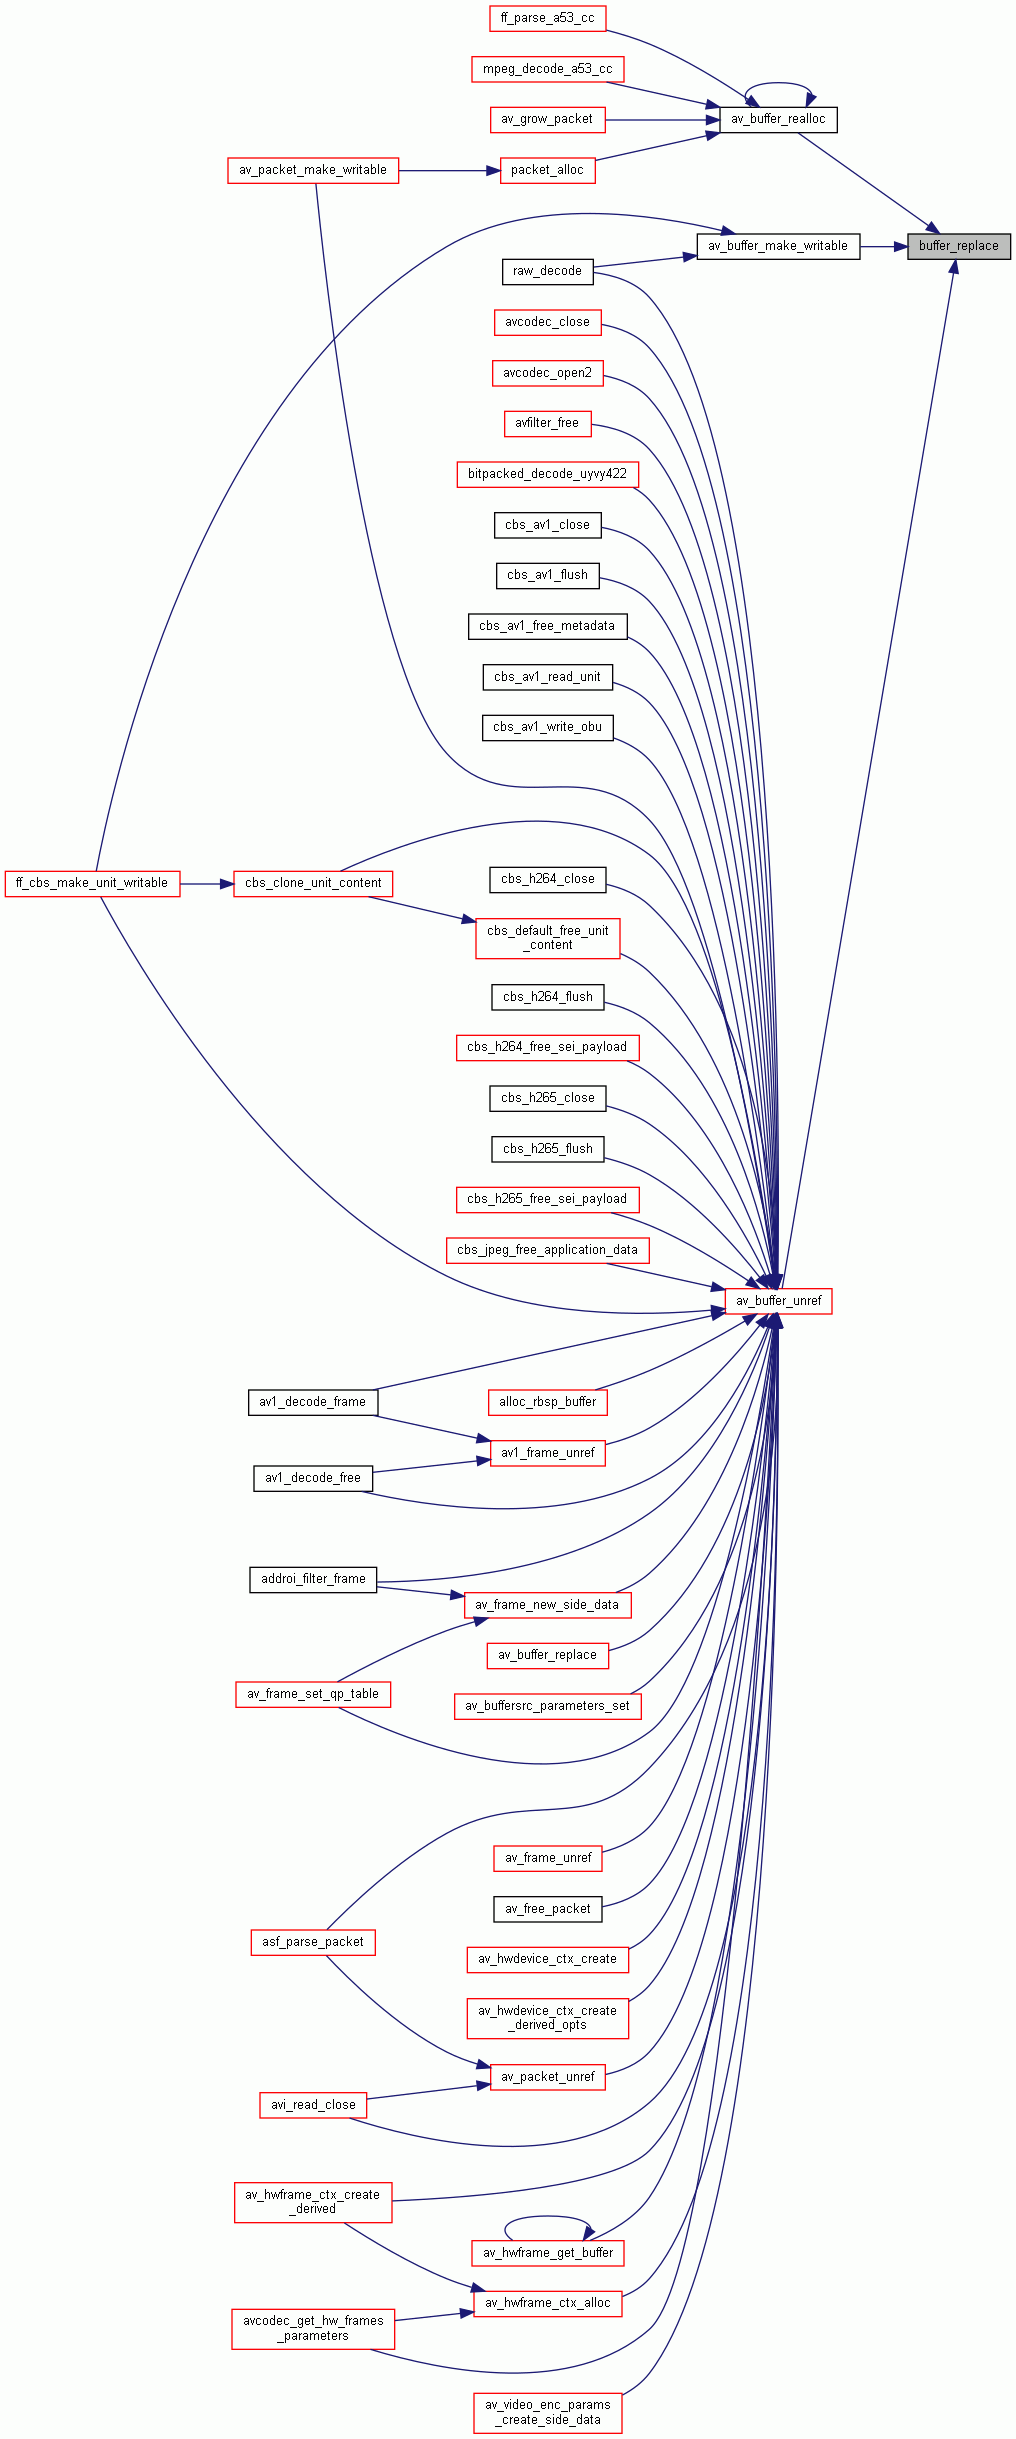 ff_parse_a53_cc
mpeg_decode_a53_cc
av_buffer_realloc
av_grow_packet
av_packet_make_writable
packet_alloc
av_buffer_make_writable
buffer_replace
raw_decode
avcodec_close
avcodec_open2
avfilter_free
bitpacked_decode_uyvy422
cbs_av1_close
cbs_av1_flush
cbs_av1_free_metadata
cbs_av1_read_unit
cbs_av1_write_obu
ff_cbs_make_unit_writable
cbs_clone_unit_content
cbs_h264_close
cbs_default_free_unit
_content
cbs_h264_flush
cbs_h264_free_sei_payload
cbs_h265_close
cbs_h265_flush
cbs_h265_free_sei_payload
cbs_jpeg_free_application_data
av_buffer_unref
av1_decode_frame
alloc_rbsp_buffer
av1_frame_unref
av1_decode_free
addroi_filter_frame
av_frame_new_side_data
av_buffer_replace
av_frame_set_qp_table
av_buffersrc_parameters_set
av_frame_unref
av_free_packet
asf_parse_packet
av_hwdevice_ctx_create
av_hwdevice_ctx_create
_derived_opts
av_packet_unref
avi_read_close
av_hwframe_ctx_create
_derived
av_hwframe_get_buffer
av_hwframe_ctx_alloc
avcodec_get_hw_frames
_parameters
av_video_enc_params
_create_side_data